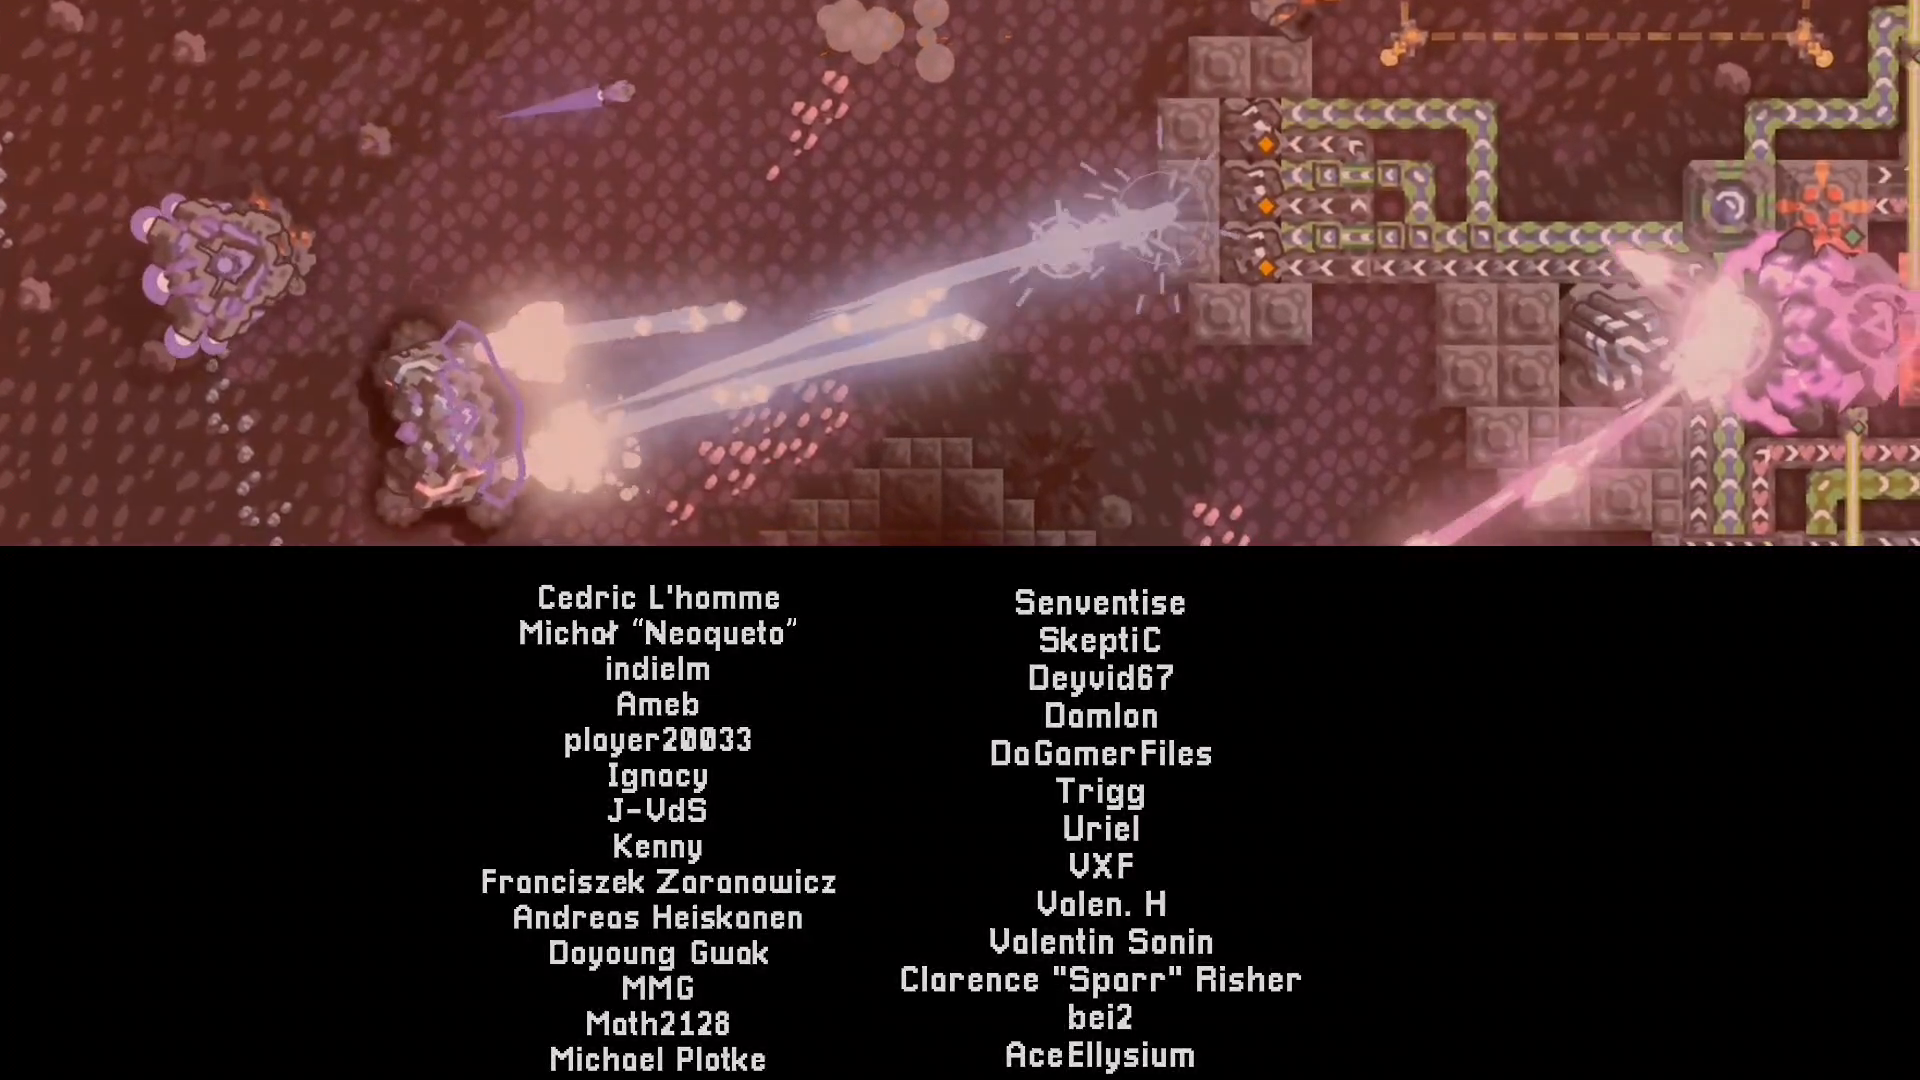 Cedric L'homme
Michał “Neoqueto”
indielm
Ameb
player20033
Ignacy
J-VdS
Kenny
Franciszek Zaranowicz
Andreas Heiskanen
Doyoung Gwak
MMG
Math2128
Michael Plotke
Senventise
SkeptiC
Deyvid67
Damlon
DaGamerFiles
Trigg
Uriel
VXF
Valen. H
Valentin Sonin
Clarence "Sparr" Risher
bei2
AceEllysium